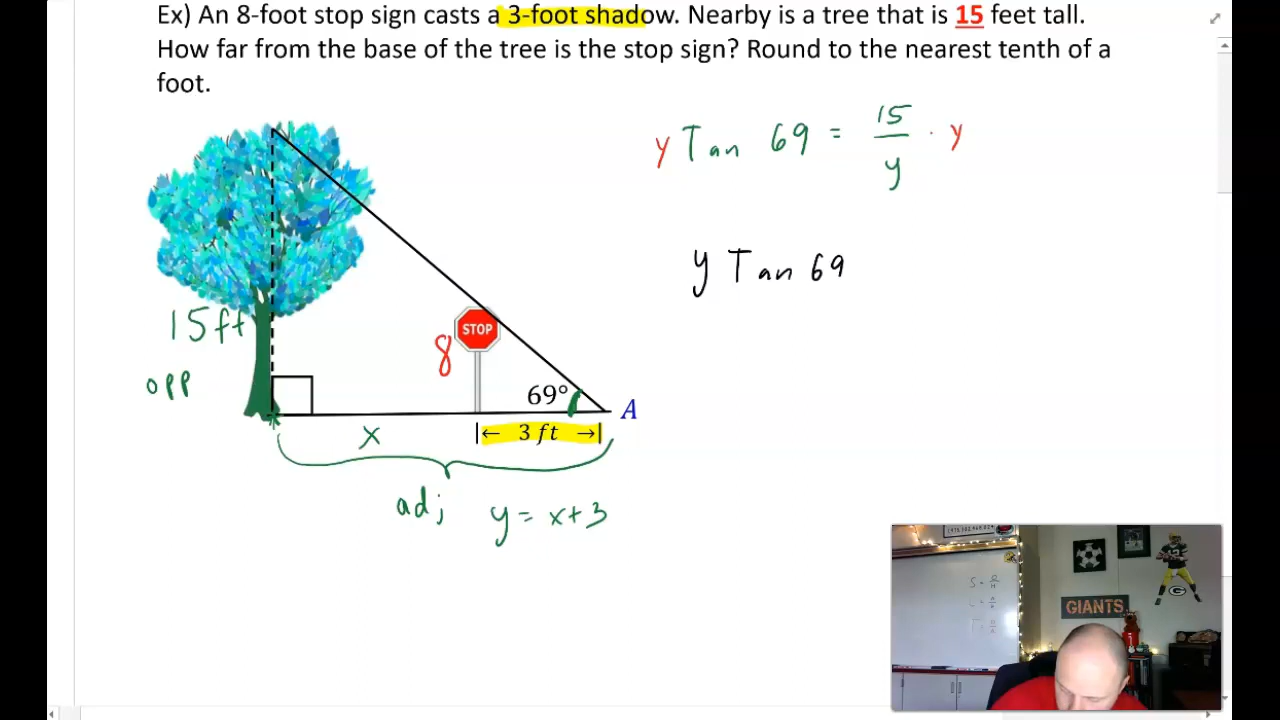 Ex) An 8-foot stop sign casts a 3-foot shadow. Nearby is a tree that is 15 feet tall.
How far from the base of the tree is the stop sign? Round to the nearest tenth of a
foot.
y Tan 69 = 15/y · y
y Tan 69
15ft
opp
STOP
8
69°
A
x
|← 3 ft →|
adj y = x+3
GIANTS
G